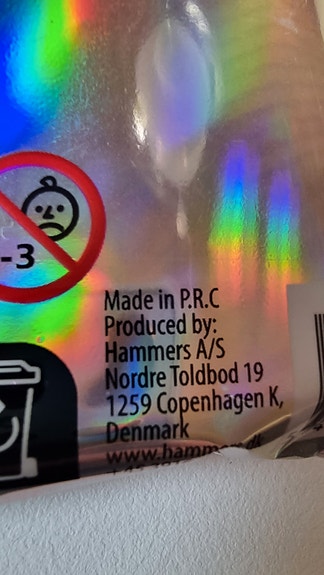 -3
Made in P.R.C
Produced by:
Hammers A/S
Nordre Toldbod 19
1259 Copenhagen K,
Denmark